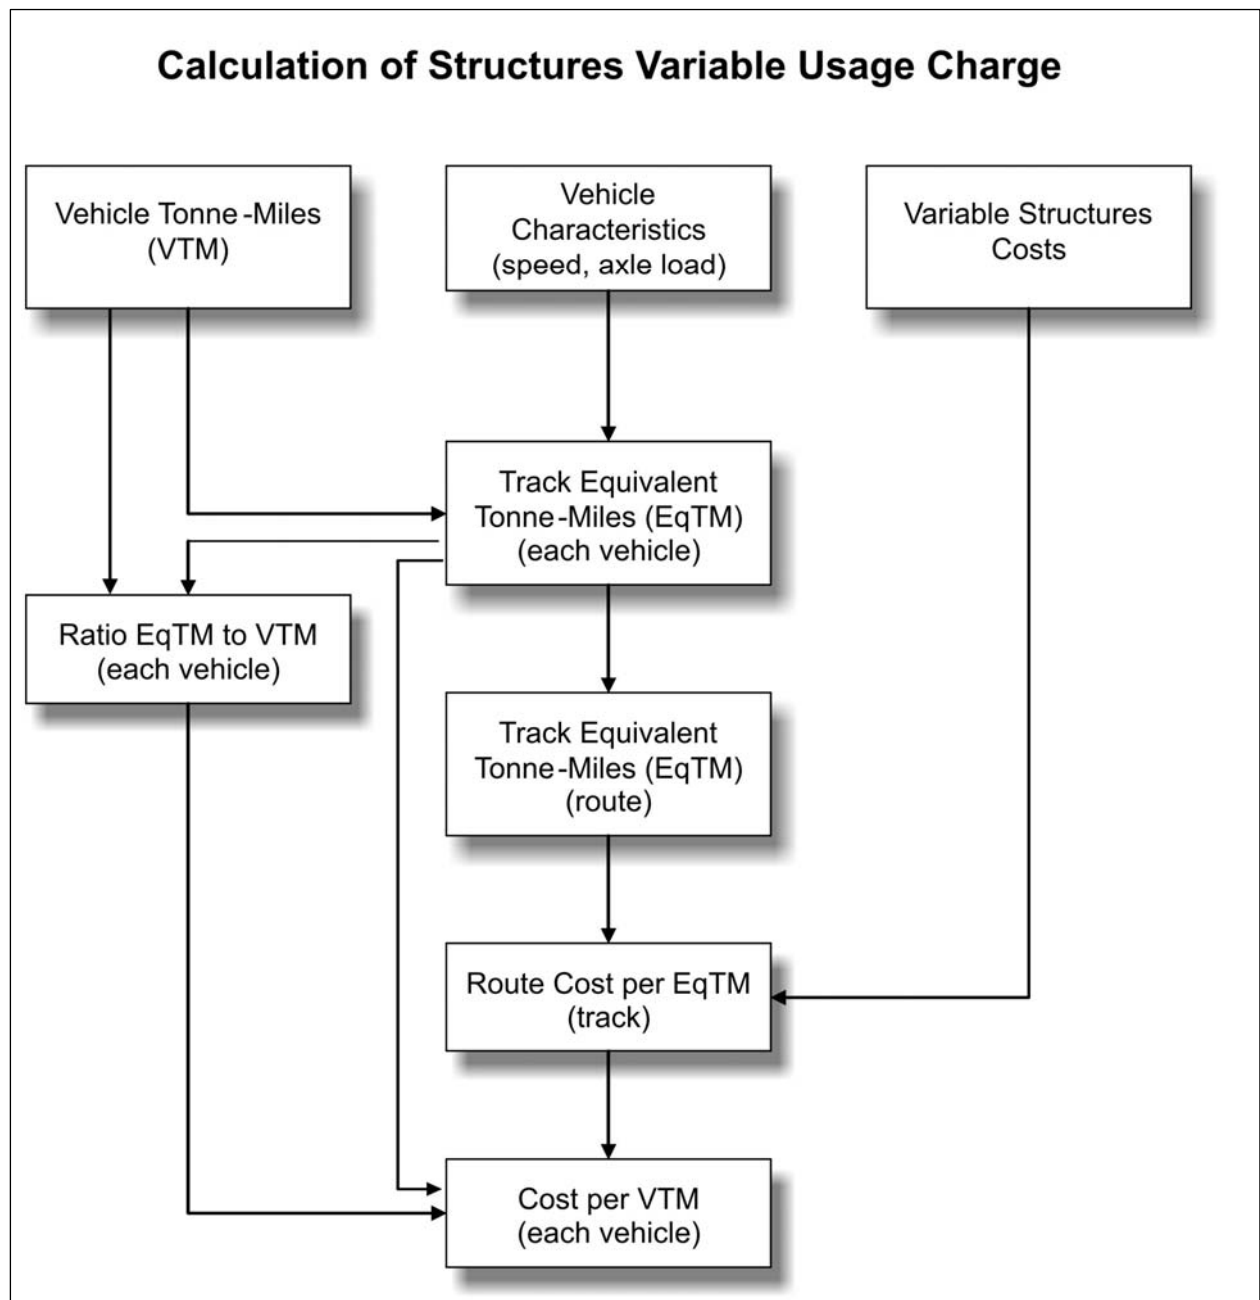 Calculation of Structures Variable Usage Charge
Vehicle Tonne-Miles
(VTM)
Vehicle
Characteristics
(speed, axle load)
Variable Structures
Costs
Track Equivalent
Tonne-Miles (EqTM)
(each vehicle)
Ratio EqTM to VTM
(each vehicle)
Track Equivalent
Tonne-Miles (EqTM)
(route)
Route Cost per EqTM
(track)
Cost per VTM
(each vehicle)